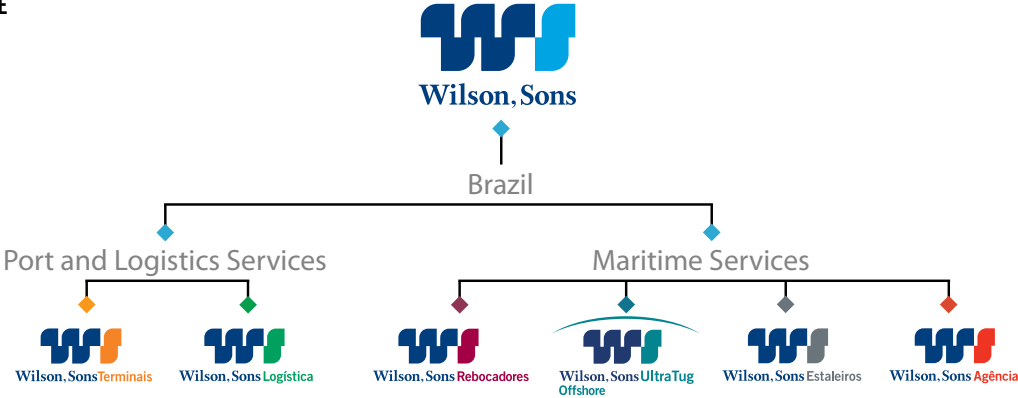 E
Wilson, Sons
Brazil
Port and Logistics Services
Maritime Services
Wilson, Sons Terminais
Wilson, Sons Logística
Wilson, Sons Rebocadores
Wilson, Sons UltraTug
Offshore
Wilson, Sons Estaleiros
Wilson, Sons Agência